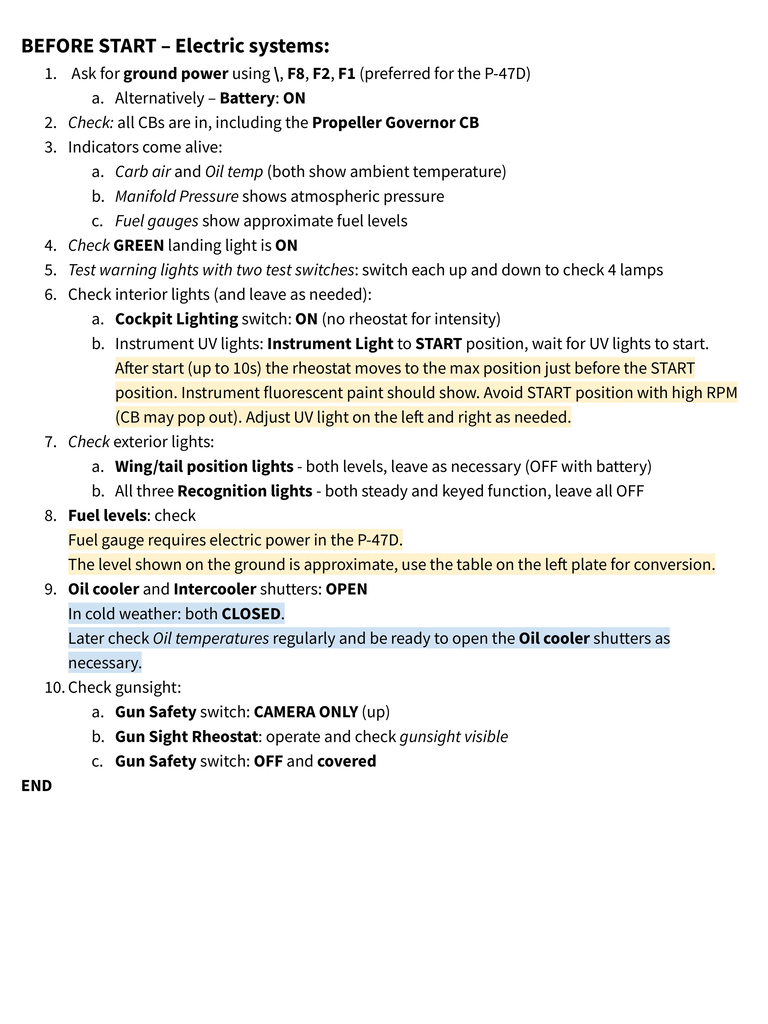 BEFORE START – Electric systems:
1. Ask for ground power using \, F8, F2, F1 (preferred for the P-47D)
a. Alternatively – Battery: ON
2. Check: all CBs are in, including the Propeller Governor CB
3. Indicators come alive:
a. Carb air and Oil temp (both show ambient temperature)
b. Manifold Pressure shows atmospheric pressure
c. Fuel gauges show approximate fuel levels
4. Check GREEN landing light is ON
5. Test warning lights with two test switches: switch each up and down to check 4 lamps
6. Check interior lights (and leave as needed):
a. Cockpit Lighting switch: ON (no rheostat for intensity)
b. Instrument UV lights: Instrument Light to START position, wait for UV lights to start.
After start (up to 10s) the rheostat moves to the max position just before the START
position. Instrument fluorescent paint should show. Avoid START position with high RPM
(CB may pop out). Adjust UV light on the left and right as needed.
7. Check exterior lights:
a. Wing/tail position lights - both levels, leave as necessary (OFF with battery)
b. All three Recognition lights - both steady and keyed function, leave all OFF
8. Fuel levels: check
Fuel gauge requires electric power in the P-47D.
The level shown on the ground is approximate, use the table on the left plate for conversion.
9. Oil cooler and Intercooler shutters: OPEN
In cold weather: both CLOSED.
Later check Oil temperatures regularly and be ready to open the Oil cooler shutters as
necessary.
10. Check gunsight:
a. Gun Safety switch: CAMERA ONLY (up)
b. Gun Sight Rheostat: operate and check gunsight visible
c. Gun Safety switch: OFF and covered
END